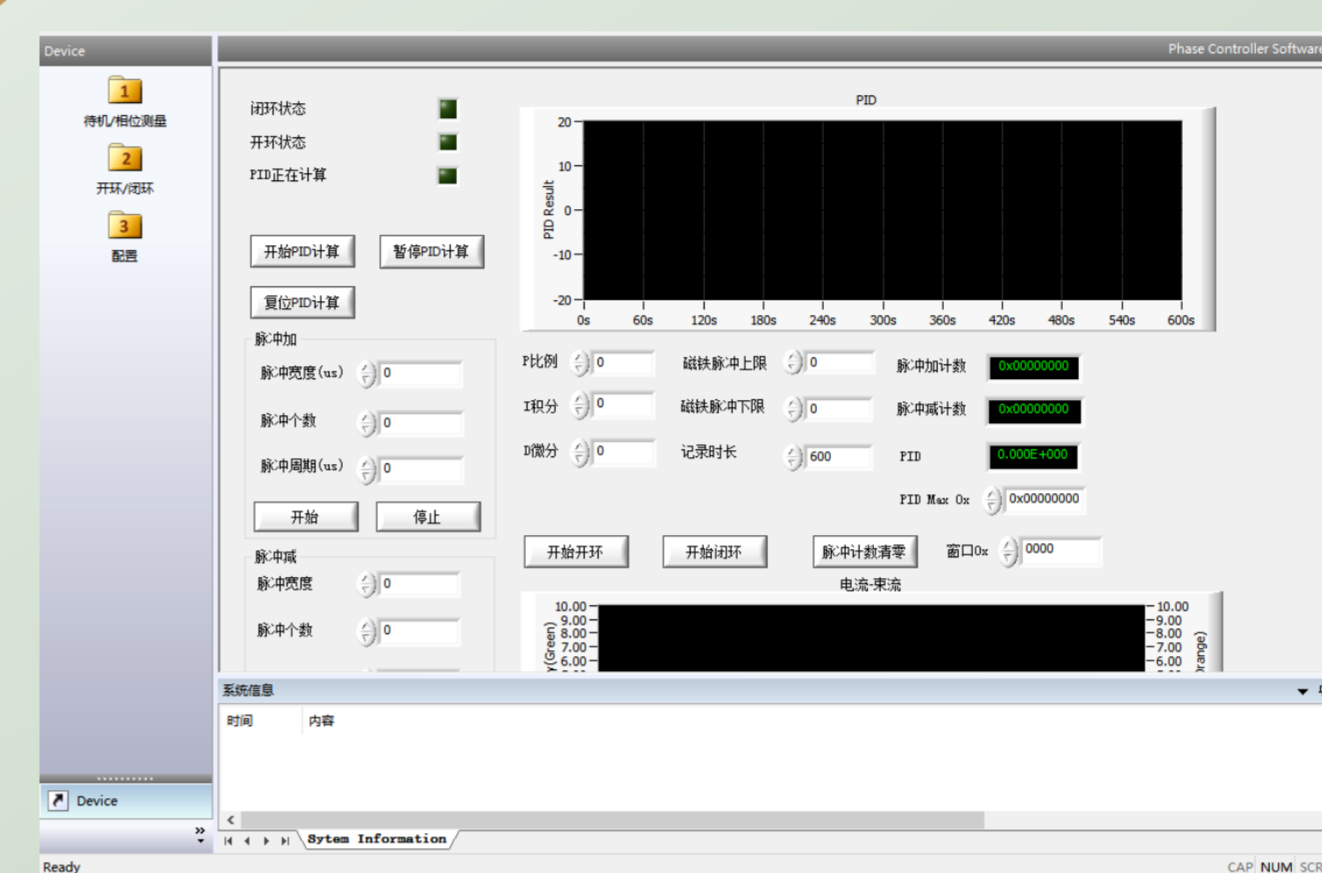 Device
Phase Controller Software
1
待机/相位测量
2
开环/闭环
3
配置
闭环状态
开环状态
PID正在计算
开始PID计算 暂停PID计算
复位PID计算
脉冲加
脉冲宽度(us) 0
脉冲个数 0
脉冲周期(us) 0
开始 停止
脉冲减
脉冲宽度 0
脉冲个数 0
PID
PID Result
20
10
0
-10
-20
0s 60s 120s 180s 240s 300s 360s 420s 480s 540s 600s
P比例 0 磁铁脉冲上限 0 脉冲加计数 0x00000000
I积分 0 磁铁脉冲下限 0 脉冲减计数 0x00000000
D微分 0 记录时长 600 PID 0.000E+000
PID Max 0x 0x00000000
开始开环 开始闭环 脉冲计数清零 窗口0x 0000
电流-束流
10.00 10.00
9.00 9.00
8.00 8.00
7.00 7.00
6.00 6.00
(Green)
系统信息
时间 内容
Device
Sytem Information
Ready
CAP NUM SCR